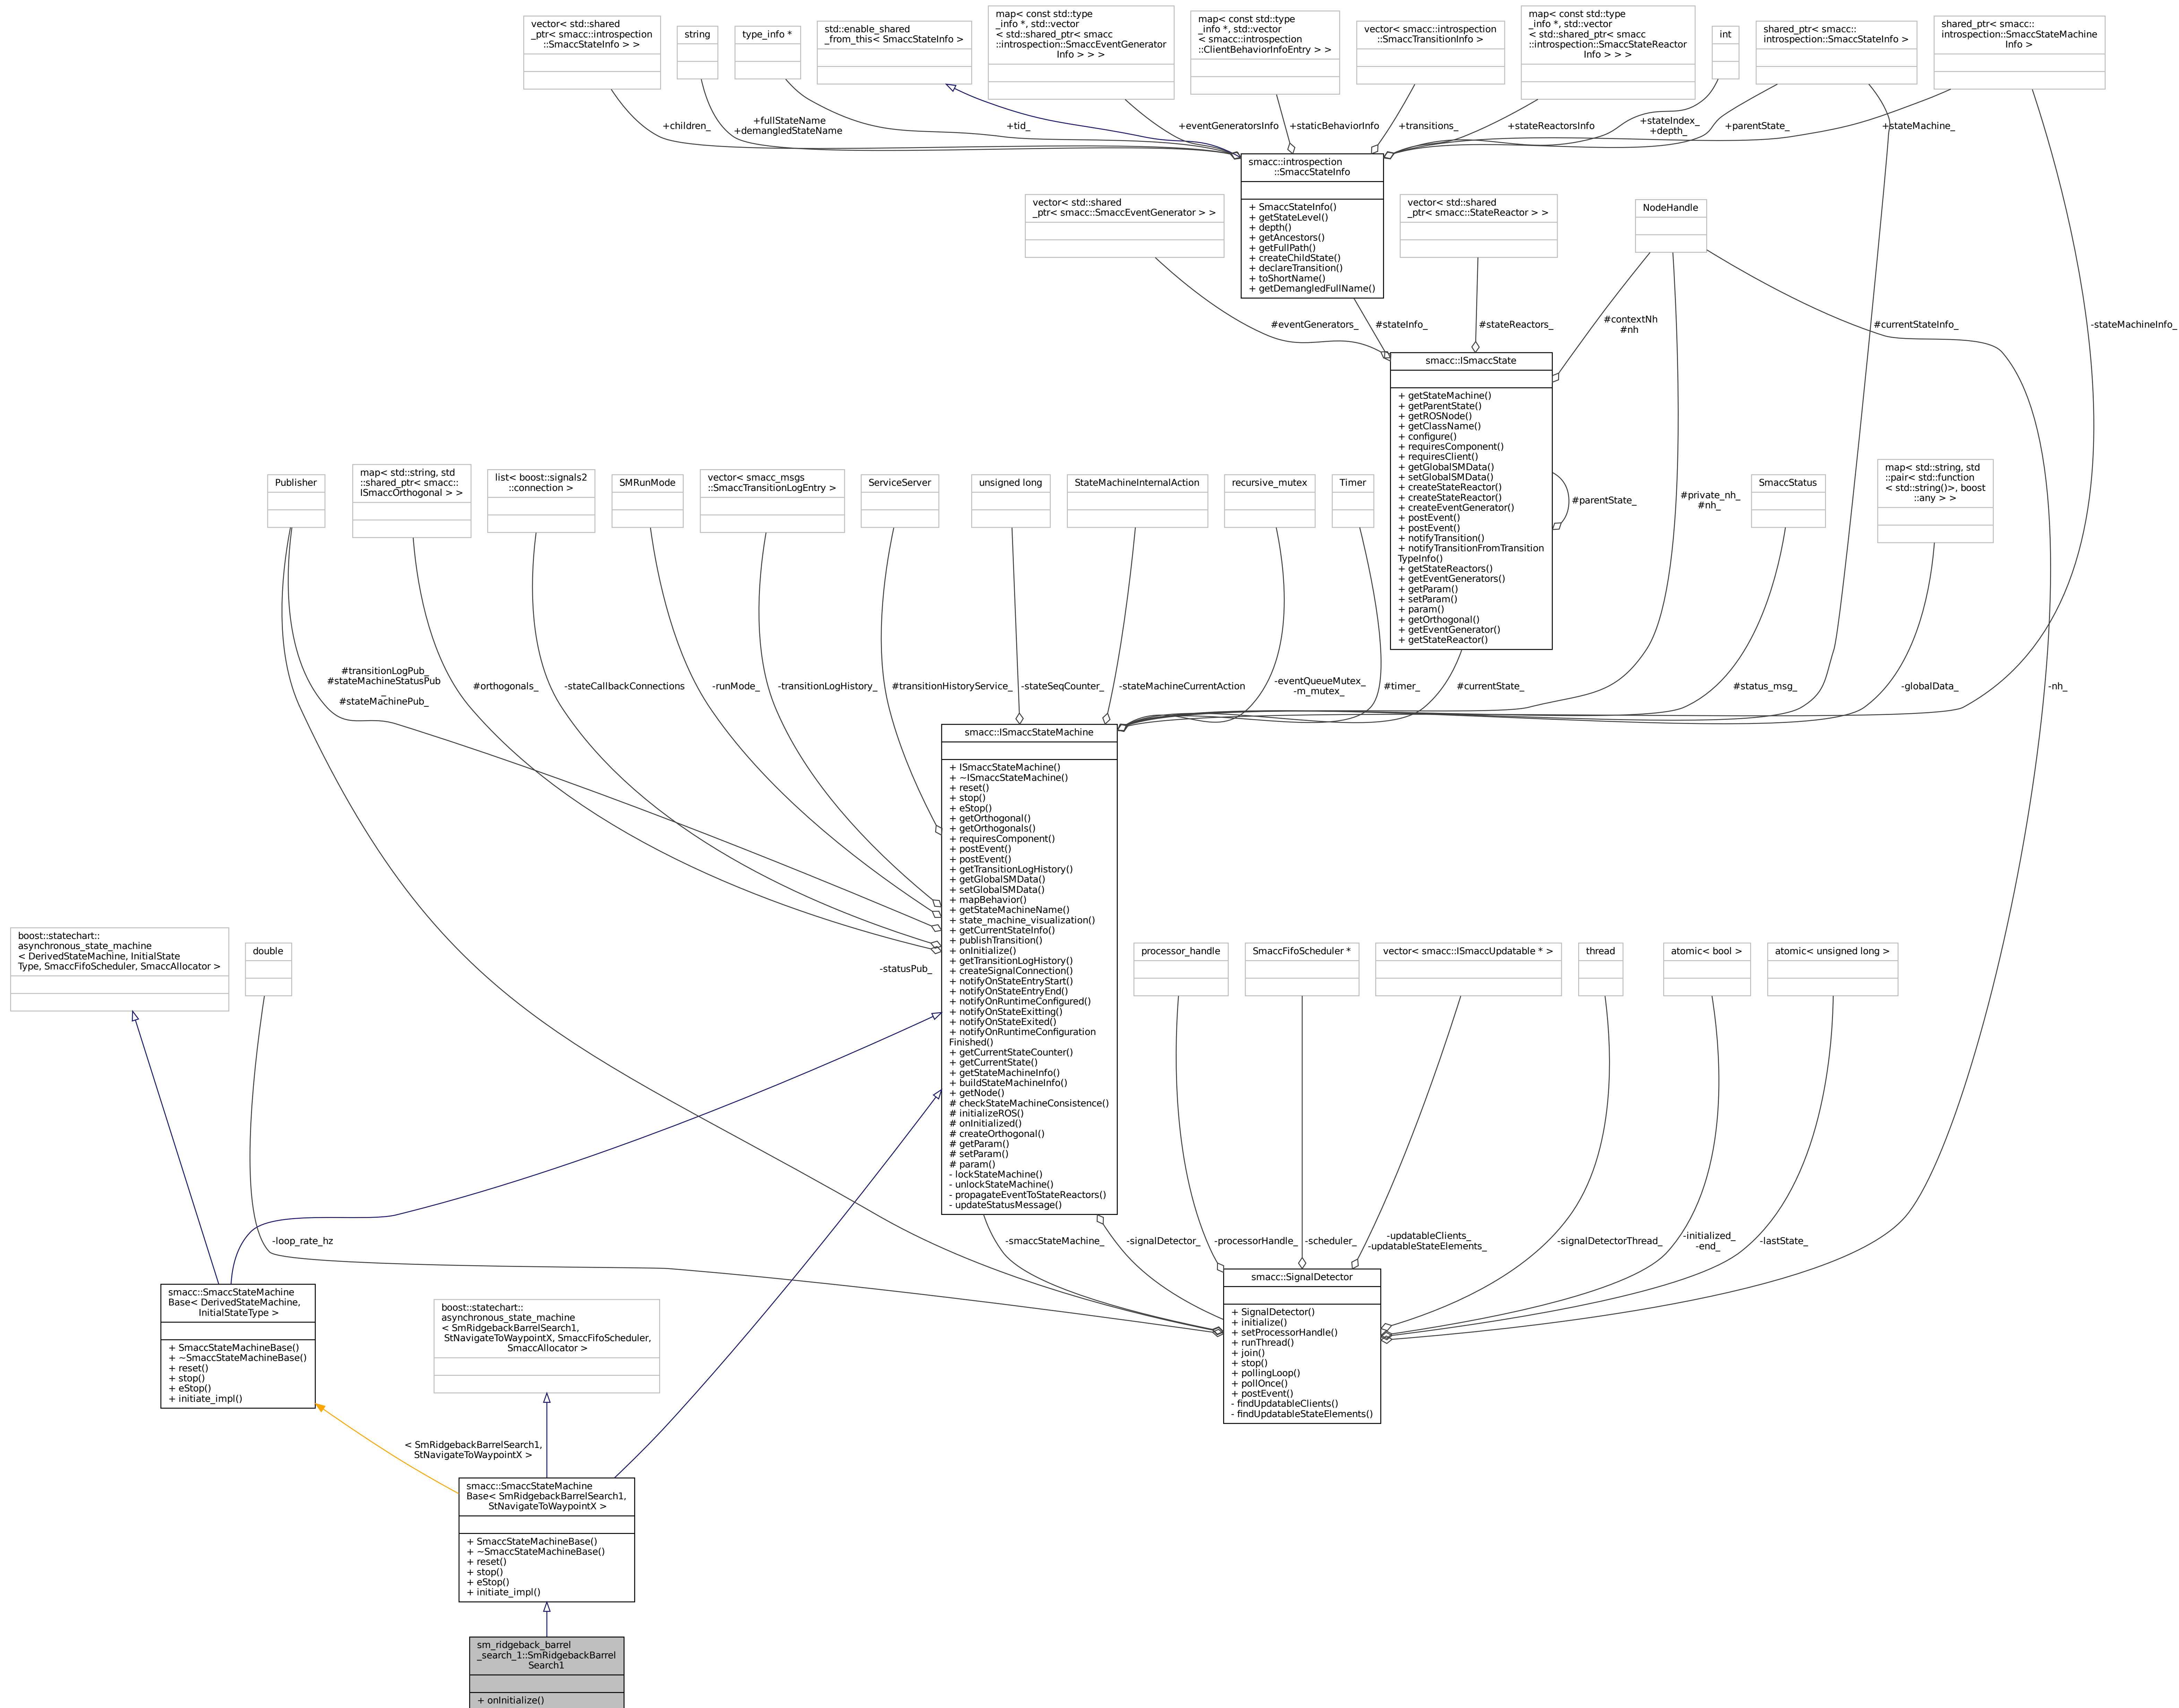 vector< std::shared
_ptr< smacc::introspection
::SmaccStateInfo > >
string
type_info *
std::enable_shared
_from_this< SmaccStateInfo >
map< const std::type
_info *, std::vector
< std::shared_ptr< smacc
::introspection::SmaccEventGenerator
Info > > >
map< const std::type
_info *, std::vector
< smacc::introspection
::ClientBehaviorInfoEntry > >
vector< smacc::introspection
::SmaccTransitionInfo >
map< const std::type
_info *, std::vector
< std::shared_ptr< smacc
::introspection::SmaccStateReactor
Info > > >
int
shared_ptr< smacc::
introspection::SmaccStateInfo >
shared_ptr< smacc::
introspection::SmaccStateMachine
Info >
+children_
+fullStateName
+demangledStateName
+tid_
+eventGeneratorsInfo
+staticBehaviorInfo
+transitions_
+stateReactorsInfo
+stateIndex_
+depth_
+parentState_
+stateMachine_
smacc::introspection
::SmaccStateInfo
+ SmaccStateInfo()
+ getStateLevel()
+ depth()
+ getAncestors()
+ getFullPath()
+ createChildState()
+ declareTransition()
+ toShortName()
+ getDemangledFullName()
vector< std::shared
_ptr< smacc::SmaccEventGenerator > >
vector< std::shared
_ptr< smacc::StateReactor > >
NodeHandle
#eventGenerators_
#stateInfo_
#stateReactors_
#contextNh
#nh
#currentStateInfo_
-stateMachineInfo_
smacc::ISmaccState
+ getStateMachine()
+ getParentState()
+ getROSNode()
+ getClassName()
+ configure()
+ requiresComponent()
+ requiresClient()
+ getGlobalSMData()
+ setGlobalSMData()
+ createStateReactor()
+ createStateReactor()
+ createEventGenerator()
+ postEvent()
+ postEvent()
+ notifyTransition()
+ notifyTransitionFromTransition
TypeInfo()
+ getStateReactors()
+ getEventGenerators()
+ getParam()
+ setParam()
+ param()
+ getOrthogonal()
+ getEventGenerator()
+ getStateReactor()
#parentState_
#private_nh_
#nh_
Publisher
map< std::string, std
::shared_ptr< smacc::
ISmaccOrthogonal > >
list< boost::signals2
::connection >
SMRunMode
vector< smacc_msgs
::SmaccTransitionLogEntry >
ServiceServer
unsigned long
StateMachineInternalAction
recursive_mutex
Timer
SmaccStatus
map< std::string, std
::pair< std::function
< std::string()>, boost
::any > >
#transitionLogPub_
#stateMachineStatusPub
_
#stateMachinePub_
#orthogonals_
-stateCallbackConnections
-runMode_
-transitionLogHistory_
#transitionHistoryService_
-stateSeqCounter_
-stateMachineCurrentAction
-eventQueueMutex_
-m_mutex_
#timer_
#currentState_
#status_msg_
-globalData_
-nh_
smacc::ISmaccStateMachine
+ ISmaccStateMachine()
+ ~ISmaccStateMachine()
+ reset()
+ stop()
+ eStop()
+ getOrthogonal()
+ getOrthogonals()
+ requiresComponent()
+ postEvent()
+ postEvent()
+ getTransitionLogHistory()
+ getGlobalSMData()
+ setGlobalSMData()
+ mapBehavior()
+ getStateMachineName()
+ state_machine_visualization()
+ getCurrentStateInfo()
+ publishTransition()
+ onInitialize()
+ getTransitionLogHistory()
+ createSignalConnection()
+ notifyOnStateEntryStart()
+ notifyOnStateEntryEnd()
+ notifyOnRuntimeConfigured()
+ notifyOnStateExitting()
+ notifyOnStateExited()
+ notifyOnRuntimeConfiguration
Finished()
+ getCurrentStateCounter()
+ getCurrentState()
+ getStateMachineInfo()
+ buildStateMachineInfo()
+ getNode()
# checkStateMachineConsistence()
# initializeROS()
# onInitialized()
# createOrthogonal()
# getParam()
# setParam()
# param()
- lockStateMachine()
- unlockStateMachine()
- propagateEventToStateReactors()
- updateStatusMessage()
boost::statechart::
asynchronous_state_machine
< DerivedStateMachine, InitialState
Type, SmaccFifoScheduler, SmaccAllocator >
double
-statusPub_
processor_handle
SmaccFifoScheduler *
vector< smacc::ISmaccUpdatable * >
thread
atomic< bool >
atomic< unsigned long >
-loop_rate_hz
-smaccStateMachine_
-signalDetector_
-processorHandle_
-scheduler_
-updatableClients_
-updatableStateElements_
-signalDetectorThread_
-initialized_
-end_
-lastState_
smacc::SignalDetector
+ SignalDetector()
+ initialize()
+ setProcessorHandle()
+ runThread()
+ join()
+ stop()
+ pollingLoop()
+ pollOnce()
+ postEvent()
- findUpdatableClients()
- findUpdatableStateElements()
smacc::SmaccStateMachine
Base< DerivedStateMachine,
InitialStateType >
+ SmaccStateMachineBase()
+ ~SmaccStateMachineBase()
+ reset()
+ stop()
+ eStop()
+ initiate_impl()
boost::statechart::
asynchronous_state_machine
< SmRidgebackBarrelSearch1,
StNavigateToWaypointX, SmaccFifoScheduler,
SmaccAllocator >
< SmRidgebackBarrelSearch1,
StNavigateToWaypointX >
smacc::SmaccStateMachine
Base< SmRidgebackBarrelSearch1,
StNavigateToWaypointX >
+ SmaccStateMachineBase()
+ ~SmaccStateMachineBase()
+ reset()
+ stop()
+ eStop()
+ initiate_impl()
sm_ridgeback_barrel
_search_1::SmRidgebackBarrel
Search1
+ onInitialize()